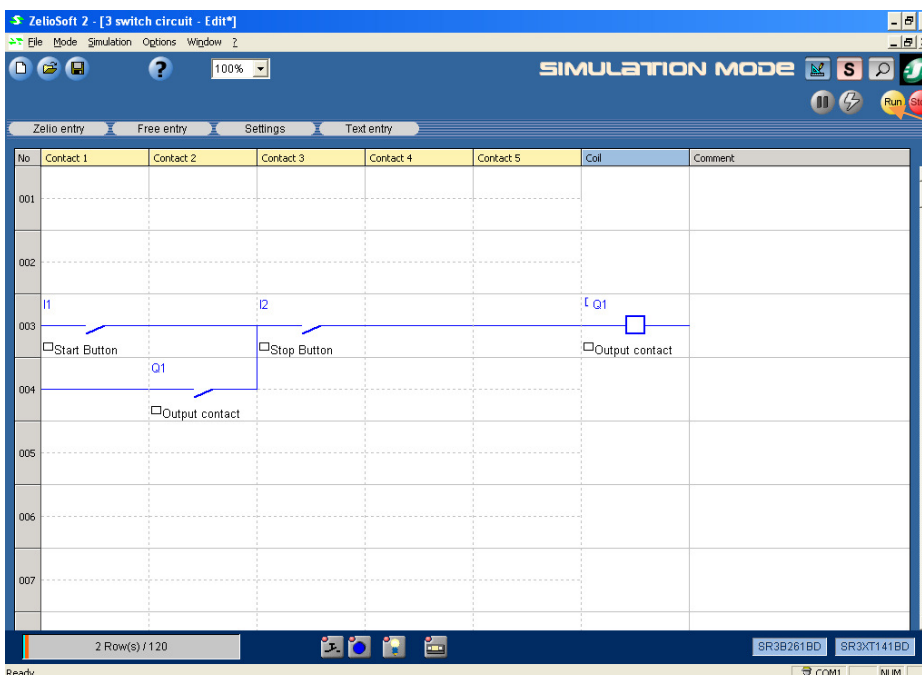 ZelioSoft 2 - [3 switch circuit - Edit*]
File Mode Simulation Options Window ?
100%
SIMULATION MODE
S
Run
Zelio entry Free entry Settings Text entry
No Contact 1 Contact 2 Contact 3 Contact 4 Contact 5 Coil Comment
001
002
I1 I2 [ Q1
003
Start Button Stop Button Output contact
Q1
004
Output contact
005
006
007
2 Row(s) / 120
SR3B261BD SR3XT141BD
Ready COM1 NUM